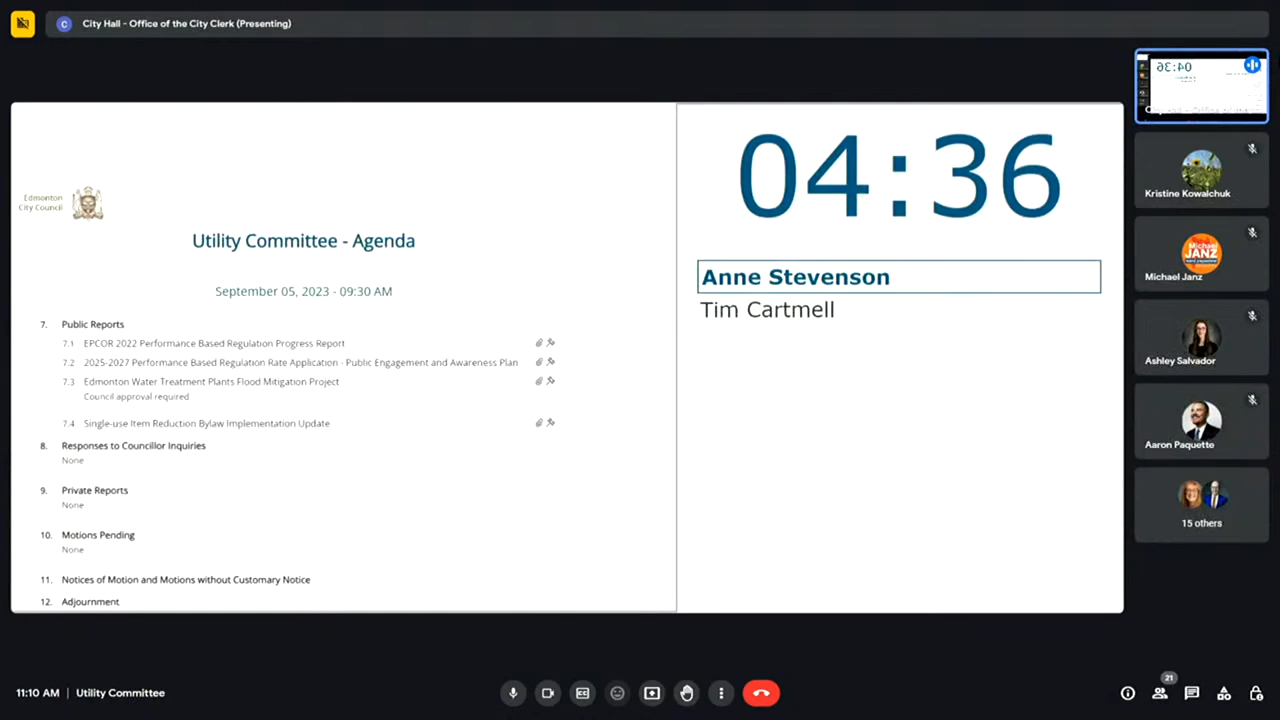 C
City Hall - Office of the City Clerk (Presenting)
Edmonton
City Council
Utility Committee - Agenda
September 05, 2023 - 09:30 AM
7. Public Reports
7.1 EPCOR 2022 Performance Based Regulation Progress Report
7.2 2025-2027 Performance Based Regulation Rate Application - Public Engagement and Awareness Plan
7.3 Edmonton Water Treatment Plants Flood Mitigation Project
Council approval required
7.4 Single-use Item Reduction Bylaw Implementation Update
8. Responses to Councillor Inquiries
None
9. Private Reports
None
10. Motions Pending
None
11. Notices of Motion and Motions without Customary Notice
12. Adjournment
04:36
Anne Stevenson
Tim Cartmell
04:36
Kristine Kowalchuk
Michael
JANZ
Michael Janz
Ashley Salvador
Aaron Paquette
15 others
11:10 AM | Utility Committee
21